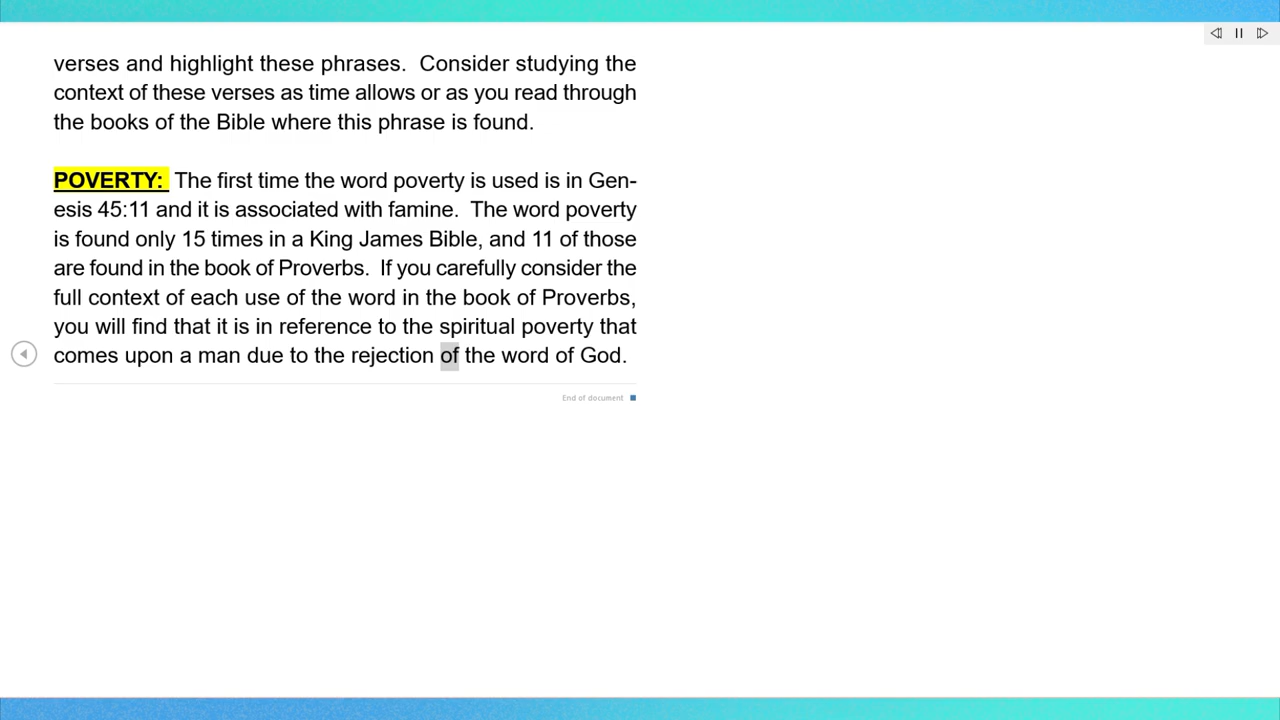 verses and highlight these phrases.  Consider studying the
context of these verses as time allows or as you read through
the books of the Bible where this phrase is found.
POVERTY:  The first time the word poverty is used is in Gen-
esis 45:11 and it is associated with famine.  The word poverty
is found only 15 times in a King James Bible, and 11 of those
are found in the book of Proverbs.  If you carefully consider the
full context of each use of the word in the book of Proverbs,
you will find that it is in reference to the spiritual poverty that
comes upon a man due to the rejection of the word of God.
End of document